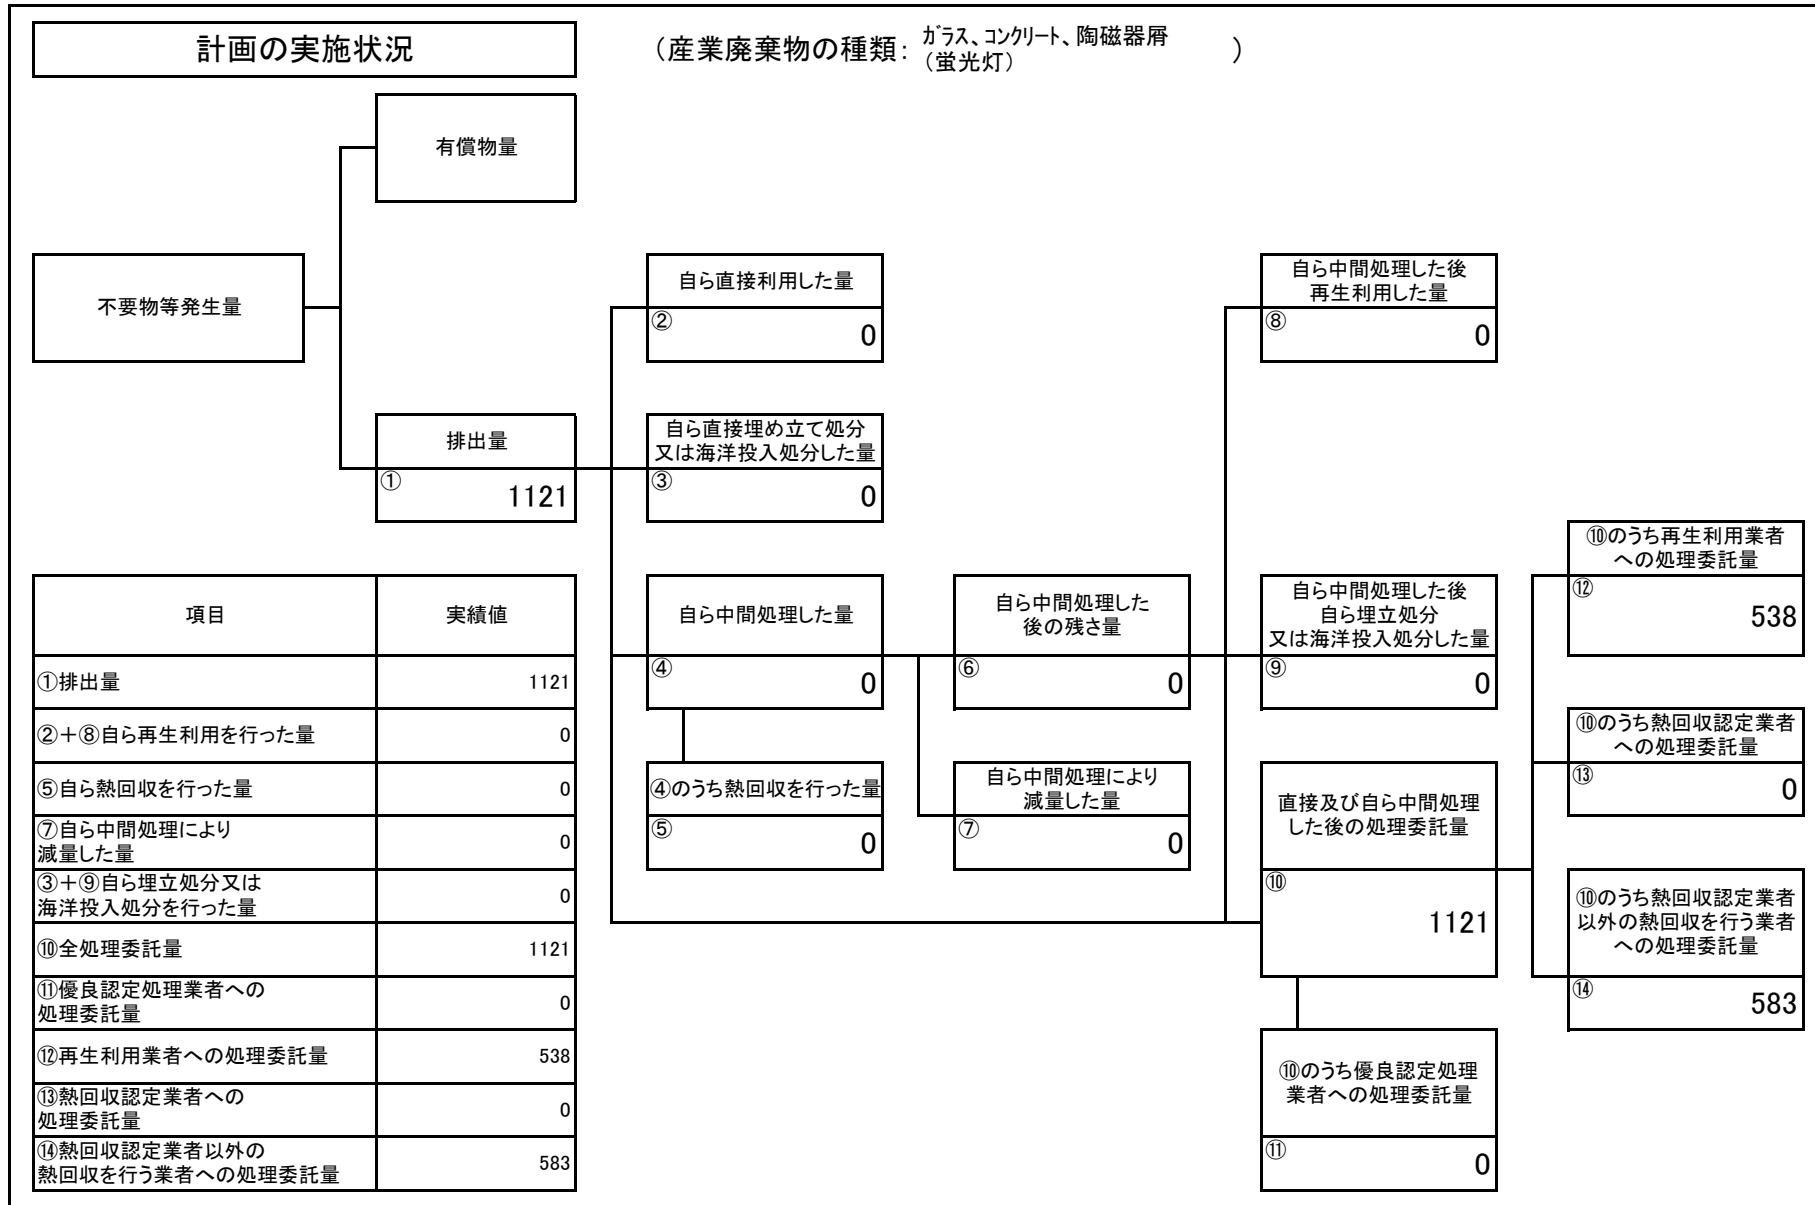 計画の実施状況
（産業廃棄物の種類：
ｶﾞﾗｽ、ｺﾝｸﾘｰﾄ、陶磁器屑
（蛍光灯）
）
有償物量
不要物等発生量
排出量
①
1121
自ら直接利用した量
②
0
自ら直接埋め立て処分
又は海洋投入処分した量
③
0
自ら中間処理した量
④
0
④のうち熱回収を行った量
⑤
0
自ら中間処理した
後の残さ量
⑥
0
自ら中間処理により
減量した量
⑦
0
自ら中間処理した後
再生利用した量
⑧
0
自ら中間処理した後
自ら埋立処分
又は海洋投入処分した量
⑨
0
直接及び自ら中間処理
した後の処理委託量
⑩
1121
⑩のうち優良認定処理
業者への処理委託量
⑪
0
⑩のうち再生利用業者
への処理委託量
⑫
538
⑩のうち熱回収認定業者
への処理委託量
⑬
0
⑩のうち熱回収認定業者
以外の熱回収を行う業者
への処理委託量
⑭
583
項目 実績値
①排出量 1121
②＋⑧自ら再生利用を行った量 0
⑤自ら熱回収を行った量 0
⑦自ら中間処理により
減量した量 0
③＋⑨自ら埋立処分又は
海洋投入処分を行った量 0
⑩全処理委託量 1121
⑪優良認定処理業者への
処理委託量 0
⑫再生利用業者への処理委託量 538
⑬熱回収認定業者への
処理委託量 0
⑭熱回収認定業者以外の
熱回収を行う業者への処理委託量 583